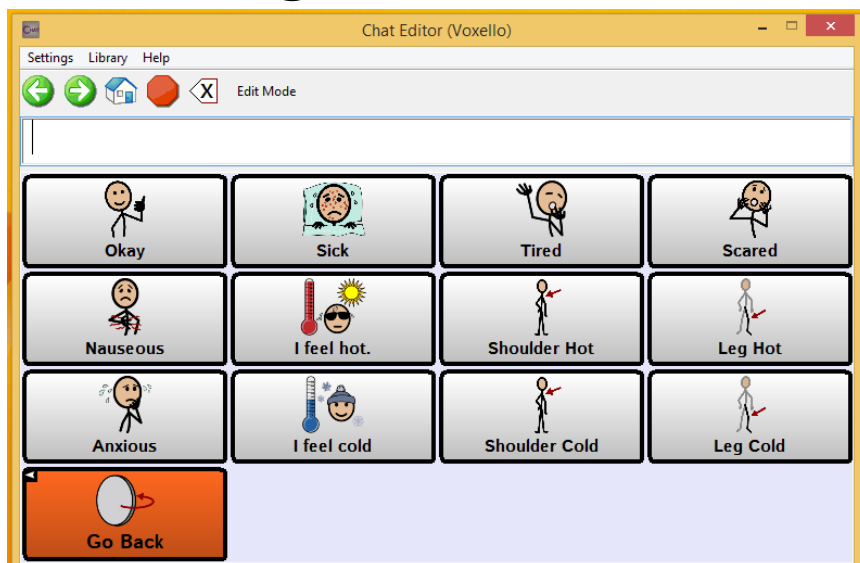 Chat Editor (Voxello)
Settings Library Help
X Edit Mode
Okay Sick Tired Scared
Nauseous I feel hot. Shoulder Hot Leg Hot
Anxious I feel cold Shoulder Cold Leg Cold
Go Back